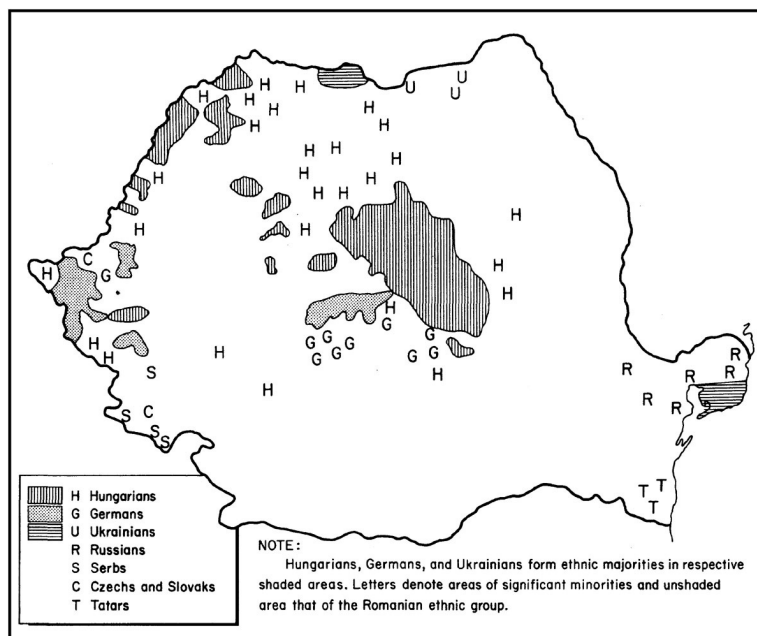 U
H H U
U
H H
H H
H H
H H
H
H
H H
H H
H
H H
C
H
H G
H
H
G
G
G G
H G G
H G
H G G R
G
S H R R R
H
R
S C R
S
S
T T
T
H Hungarians
G Germans
U Ukrainians
R Russians
S Serbs
C Czechs and Slovaks
T Tatars
NOTE:
Hungarians, Germans, and Ukrainians form ethnic majorities in respective
shaded areas. Letters denote areas of significant minorities and unshaded
area that of the Romanian ethnic group.